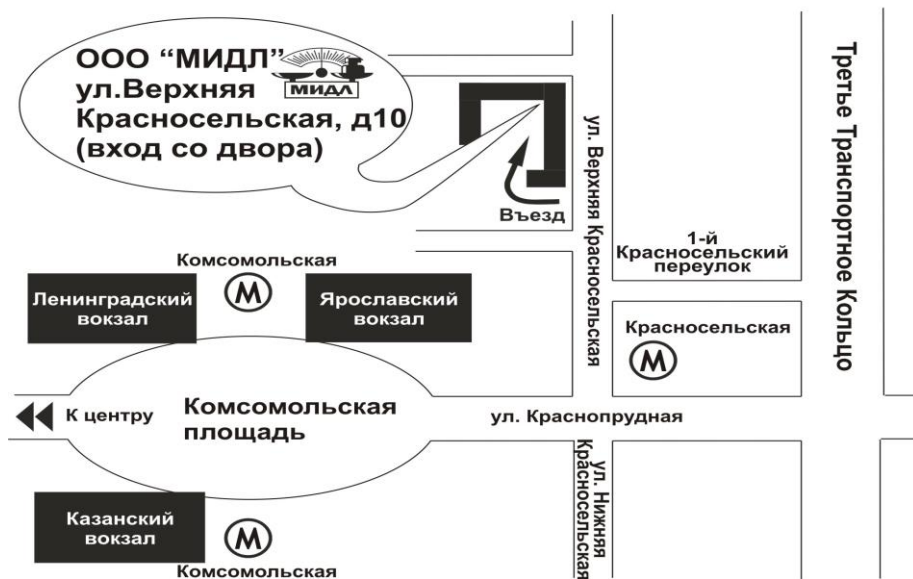 ООО “МИДЛ”
МИДЛ
ул.Верхняя
Красносельская, д10
(вход со двора)
Въезд
ул. Верхняя Красносельская
Третье Транспортное Кольцо
1-й
Красносельский
переулок
Комсомольская
М
Ленинградский
вокзал
Ярославский
вокзал
Красносельская
М
К центру
Комсомольская
площадь
ул. Краснопрудная
ул. Нижняя
Красносельская
Казанский
вокзал
М
Комсомольская